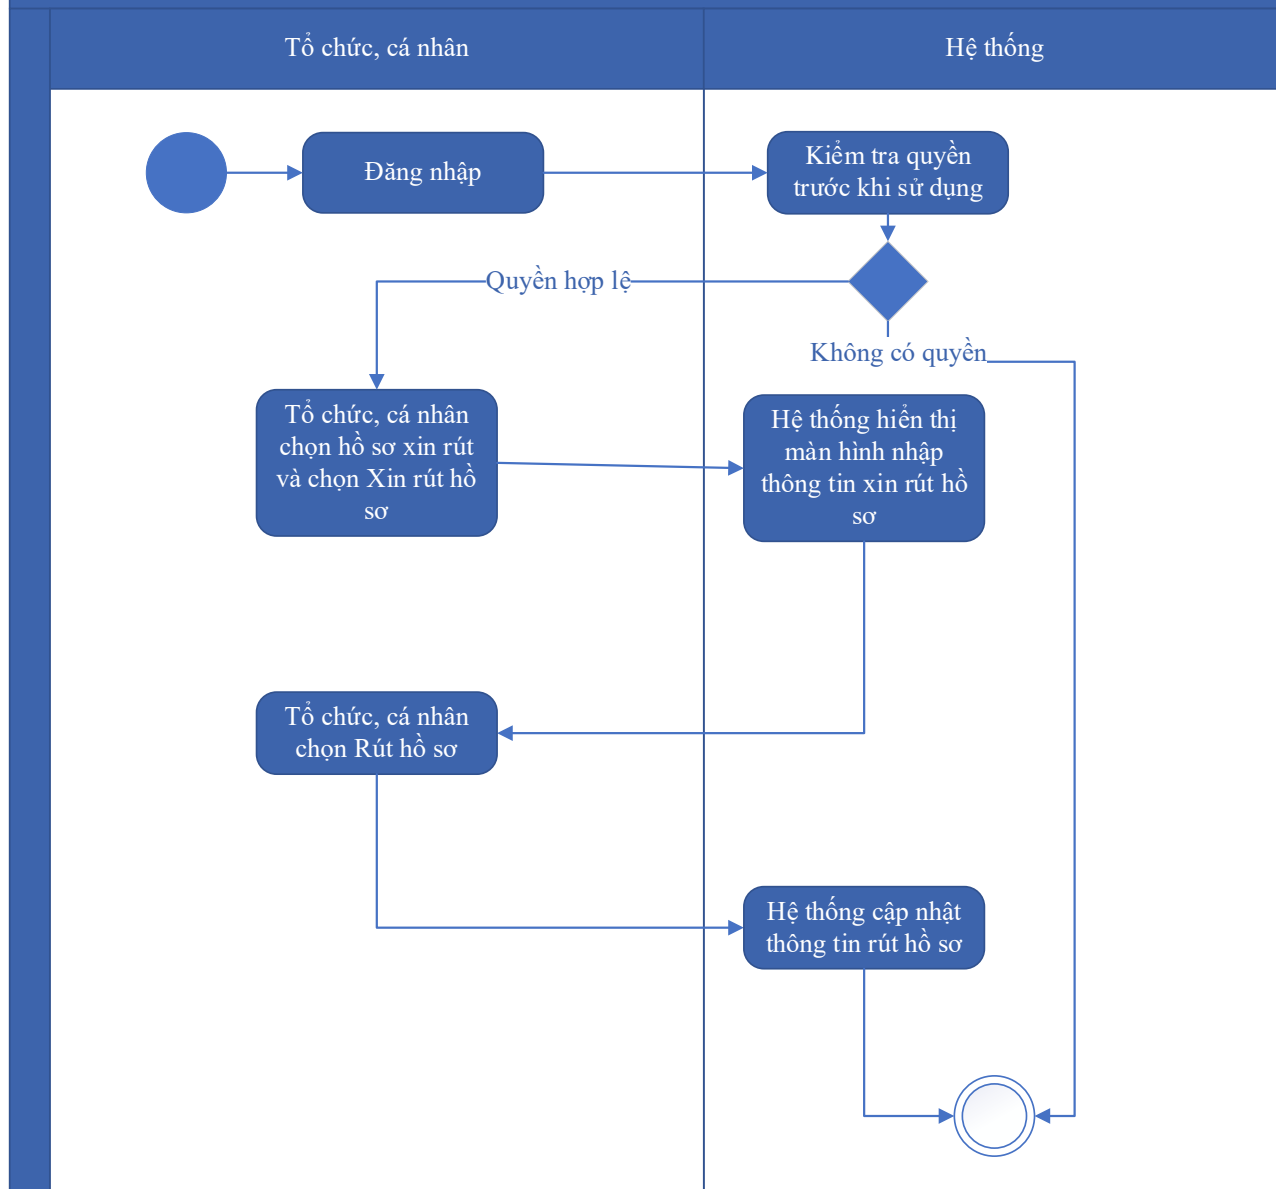 Tổ chức, cá nhân
Hệ thống
Đăng nhập
Kiểm tra quyền
trước khi sử dụng
Quyền hợp lệ
Không có quyền
Tổ chức, cá nhân
chọn hồ sơ xin rút
và chọn Xin rút hồ
sơ
Hệ thống hiển thị
màn hình nhập
thông tin xin rút hồ
sơ
Tổ chức, cá nhân
chọn Rút hồ sơ
Hệ thống cập nhật
thông tin rút hồ sơ